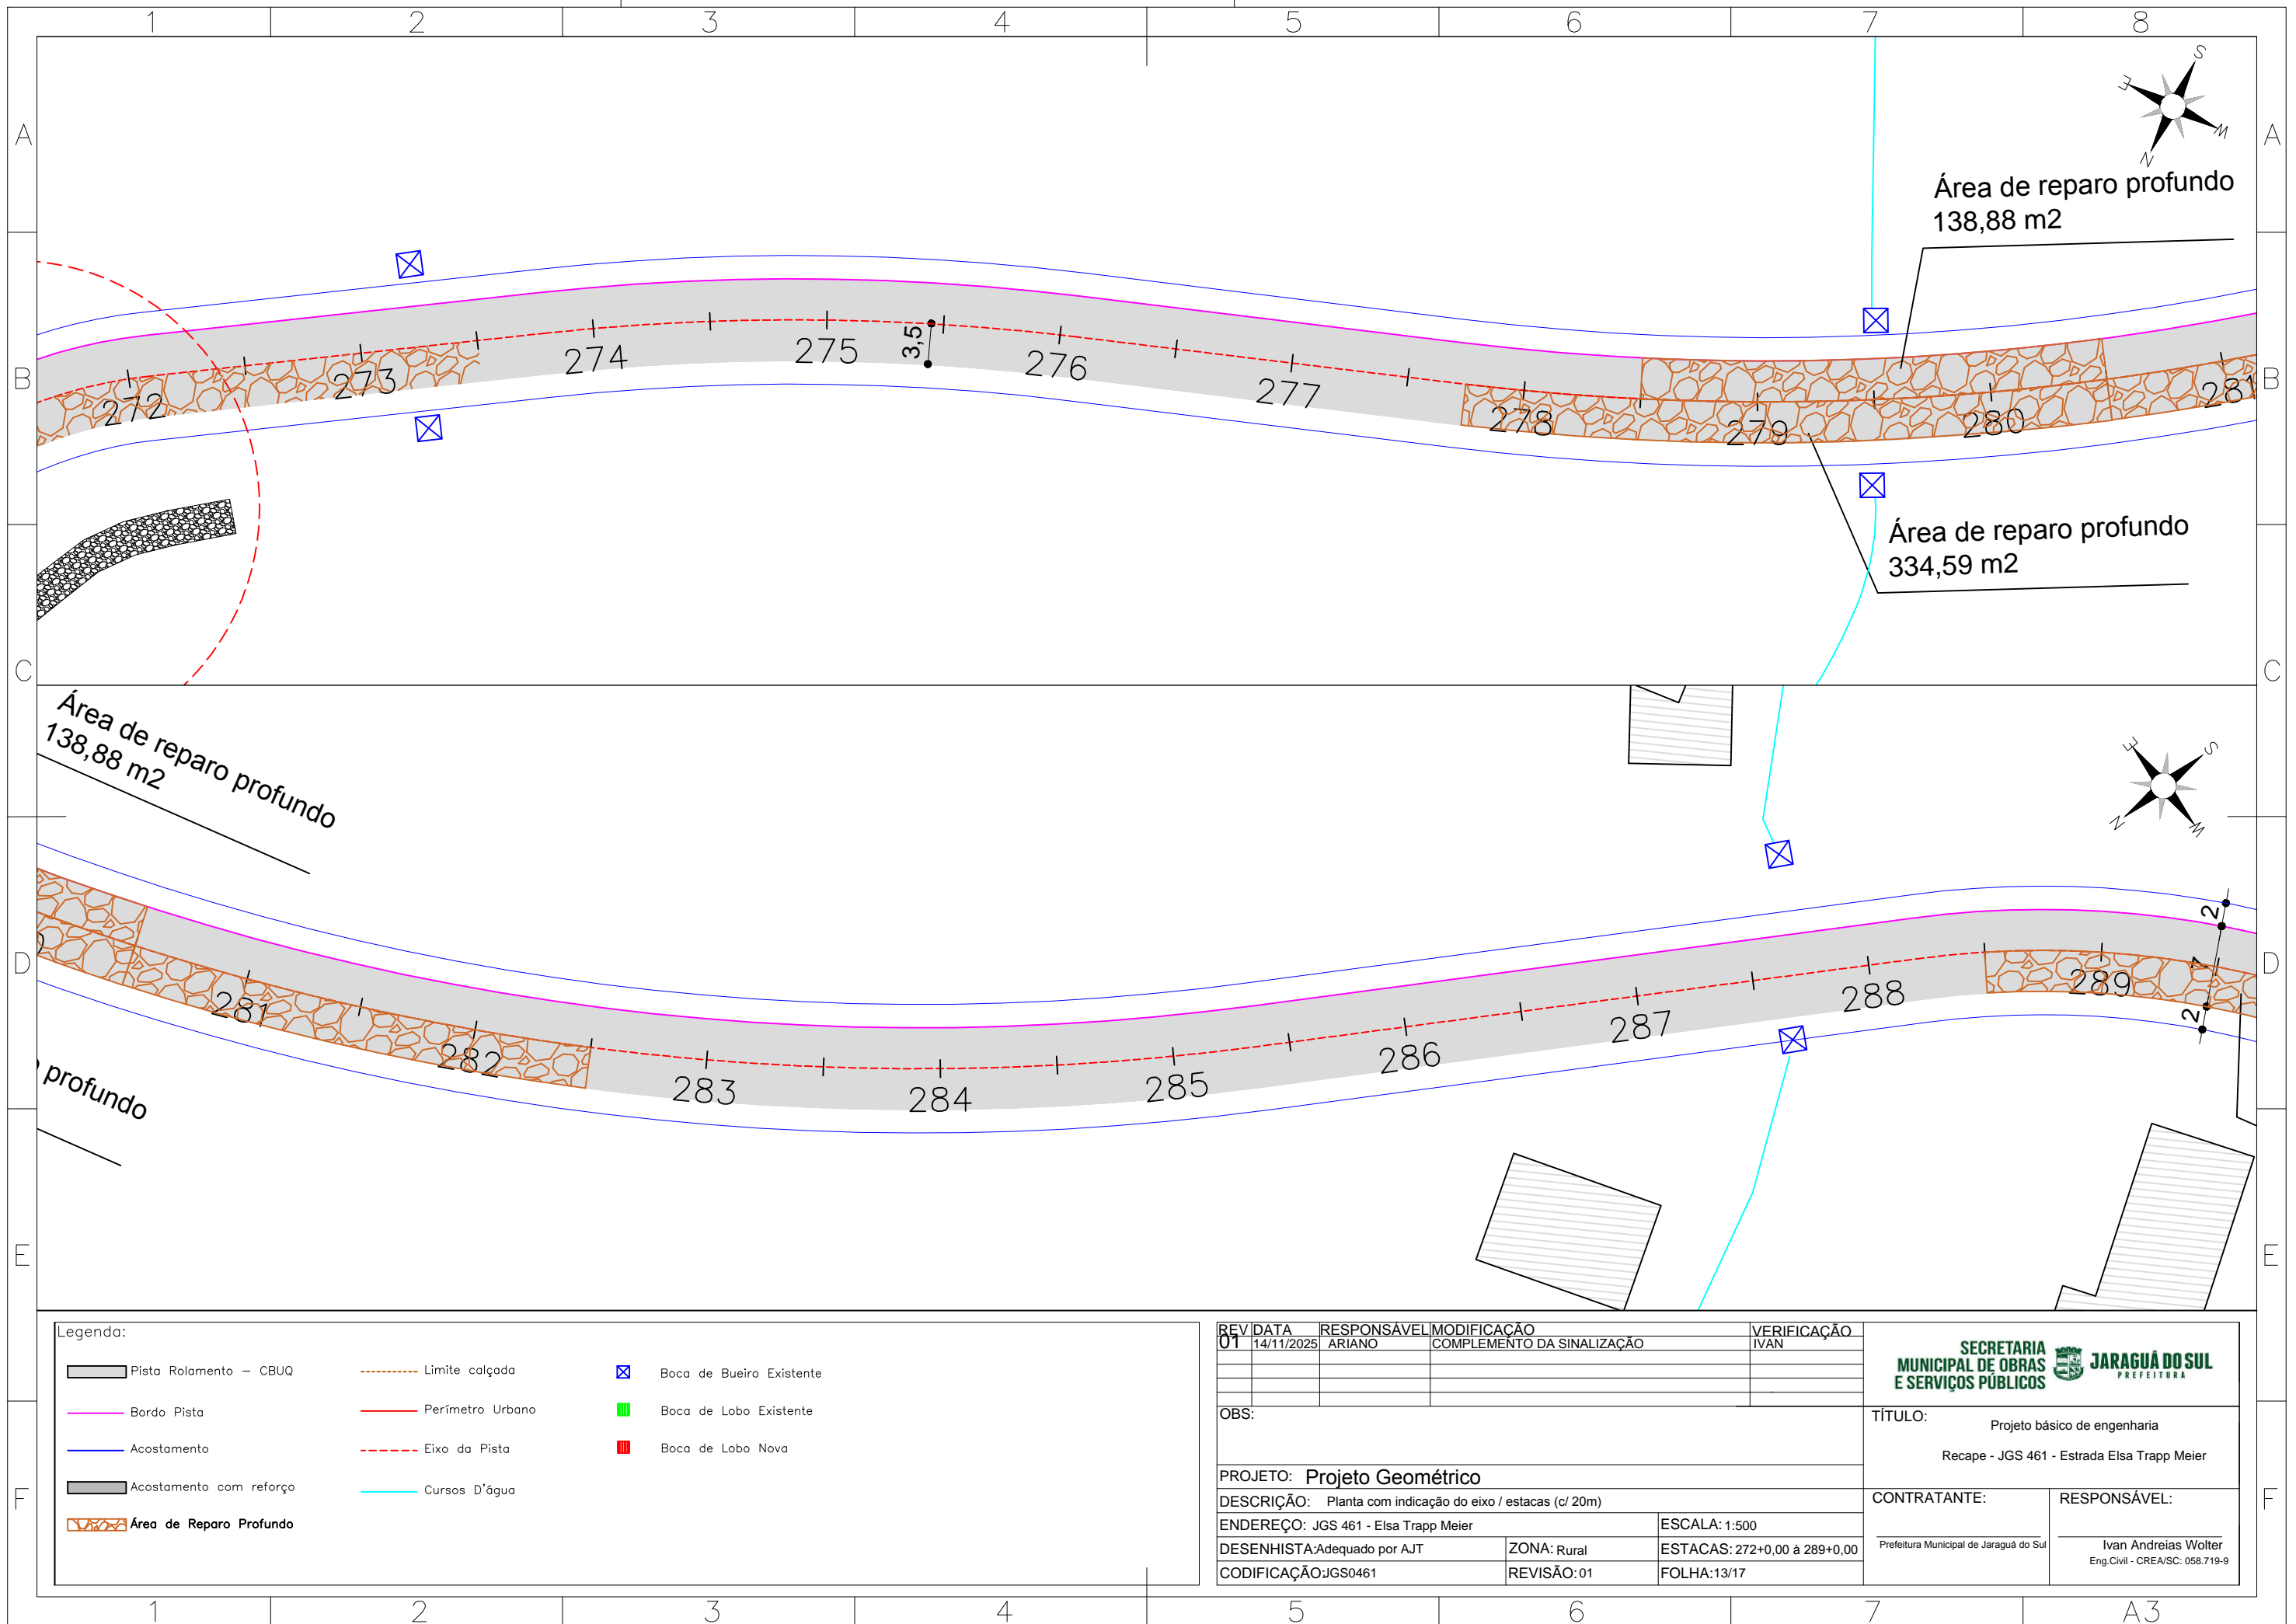 1 2 3 4 5 6 7 8
A A
S
E
W
N
Área de reparo profundo
138,88 m2
B B
272 273 274 275 3,5 276 277 278 279 280 281
Área de reparo profundo
334,59 m2
C C
Área de reparo profundo
138,88 m2
E
S
N
W
D D
281 282 283 284 285 286 287 288 289
2
7
2
profundo
E E
Legenda:
Pista Rolamento – CBUQ
Bordo Pista
Acostamento
Acostamento com reforço
Área de Reparo Profundo
Limite calçada
Perímetro Urbano
Eixo da Pista
Cursos D'água
Boca de Bueiro Existente
Boca de Lobo Existente
Boca de Lobo Nova
REV DATA RESPONSÁVEL MODIFICAÇÃO VERIFICAÇÃO
01 14/11/2025 ARIANO COMPLEMENTO DA SINALIZAÇÃO IVAN
OBS:
PROJETO: Projeto Geométrico
DESCRIÇÃO: Planta com indicação do eixo / estacas (c/ 20m)
ENDEREÇO: JGS 461 - Elsa Trapp Meier ESCALA: 1:500
DESENHISTA:Adequado por AJT ZONA: Rural ESTACAS: 272+0,00 à 289+0,00
CODIFICAÇÃO:JGS0461 REVISÃO: 01 FOLHA:13/17
SECRETARIA
MUNICIPAL DE OBRAS
E SERVIÇOS PÚBLICOS
JARAGUÁ DO SUL
PREFEITURA
TÍTULO:
Projeto básico de engenharia
Recape - JGS 461 - Estrada Elsa Trapp Meier
CONTRATANTE:
Prefeitura Municipal de Jaraguá do Sul
RESPONSÁVEL:
Ivan Andreias Wolter
Eng.Civil - CREA/SC: 058.719-9
F F
1 2 3 4 5 6 7 A3